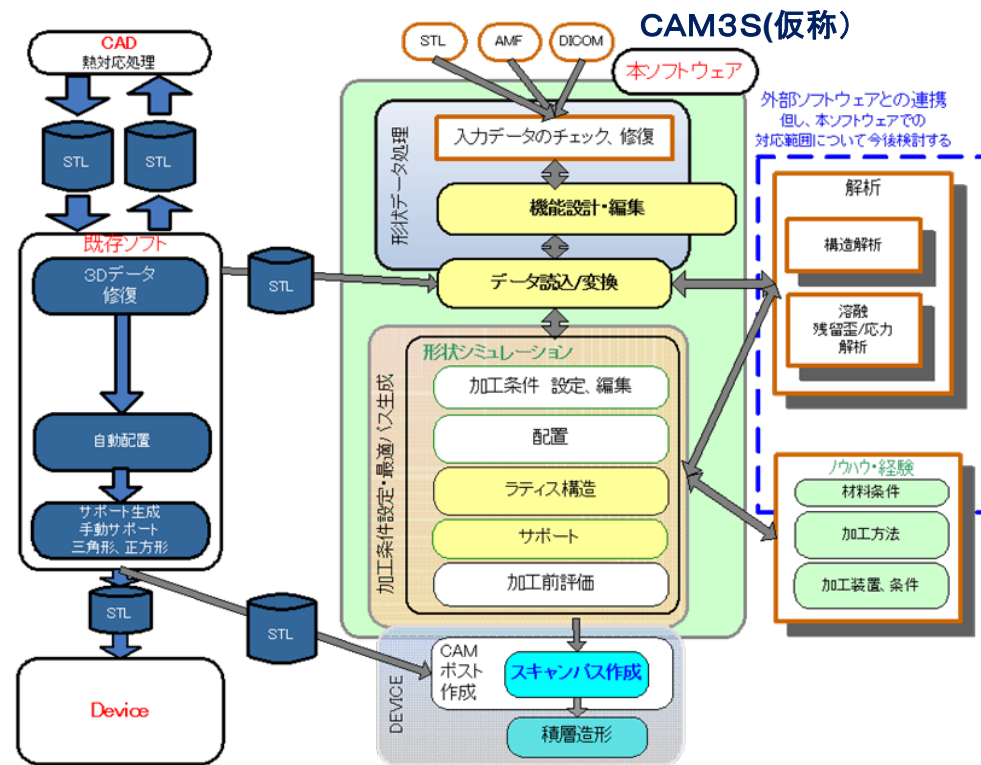 CAM3S(仮称）
CAD
熱対応処理
STL
STL
既存ソフト
3Dデータ
修復
自動配置
サポート生成
手動サポート
三角形、正方形
STL
Device
STL
STL
STL
AMF
DICOM
本ソフトウェア
形状データ処理
入力データのチェック、修復
機能設計・編集
データ読込/変換
加工条件設定・最適パス生成
形状シミュレーション
加工条件 設定、編集
配置
ラティス構造
サポート
加工前評価
DEVICE
CAM
ポスト
作成
スキャンパス作成
積層造形
外部ソフトウェアとの連携
但し、本ソフトウェアでの
対応範囲について今後検討する
解析
構造解析
溶融
残留歪/応力
解析
ノウハウ・経験
材料条件
加工方法
加工装置、条件